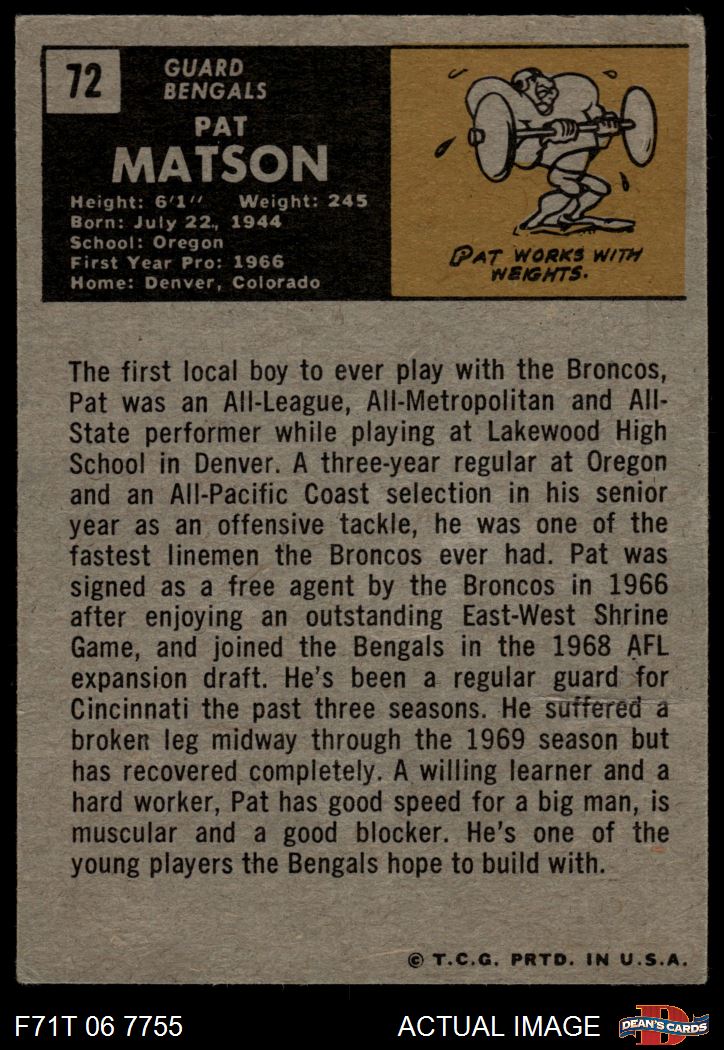 72
GUARD
BENGALS
PAT
MATSON
Height: 6'1" Weight: 245
Born: July 22, 1944
School: Oregon
First Year Pro: 1966
Home: Denver, Colorado
PAT WORKS WITH
WEIGHTS.
The first local boy to ever play with the Broncos,
Pat was an All-League, All-Metropolitan and All-
State performer while playing at Lakewood High
School in Denver. A three-year regular at Oregon
and an All-Pacific Coast selection in his senior
year as an offensive tackle, he was one of the
fastest linemen the Broncos ever had. Pat was
signed as a free agent by the Broncos in 1966
after enjoying an outstanding East-West Shrine
Game, and joined the Bengals in the 1968 AFL
expansion draft. He's been a regular guard for
Cincinnati the past three seasons. He suffered a
broken leg midway through the 1969 season but
has recovered completely. A willing learner and a
hard worker, Pat has good speed for a big man, is
muscular and a good blocker. He's one of the
young players the Bengals hope to build with.
© T.C.G. PRTD. IN U.S.A.
F71T 06 7755 ACTUAL IMAGE
D
DEAN'S CARDS